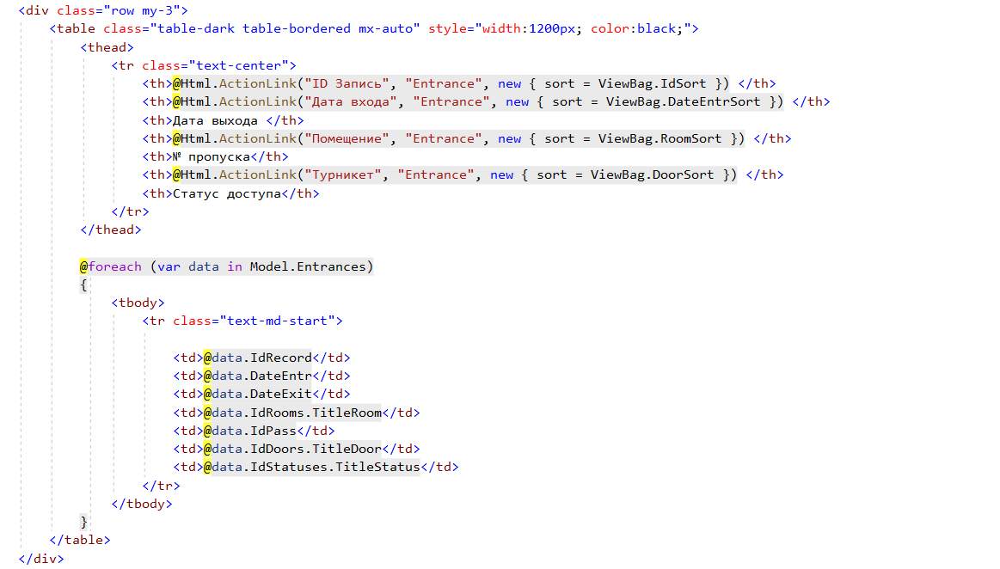 <div class="row my-3">
<table class="table-dark table-bordered mx-auto" style="width:1200px; color:black;">
<thead>
<tr class="text-center">
<th>@Html.ActionLink("ID Запись", "Entrance", new { sort = ViewBag.IdSort }) </th>
<th>@Html.ActionLink("Дата входа", "Entrance", new { sort = ViewBag.DateEntrSort }) </th>
<th>Дата выхода </th>
<th>@Html.ActionLink("Помещение", "Entrance", new { sort = ViewBag.RoomSort }) </th>
<th>№ пропуска</th>
<th>@Html.ActionLink("Турникет", "Entrance", new { sort = ViewBag.DoorSort }) </th>
<th>Статус доступа</th>
</tr>
</thead>
@foreach (var data in Model.Entrances)
{
<tbody>
<tr class="text-md-start">
<td>@data.IdRecord</td>
<td>@data.DateEntr</td>
<td>@data.DateExit</td>
<td>@data.IdRooms.TitleRoom</td>
<td>@data.IdPass</td>
<td>@data.IdDoors.TitleDoor</td>
<td>@data.IdStatuses.TitleStatus</td>
</tr>
</tbody>
}
</table>
</div>